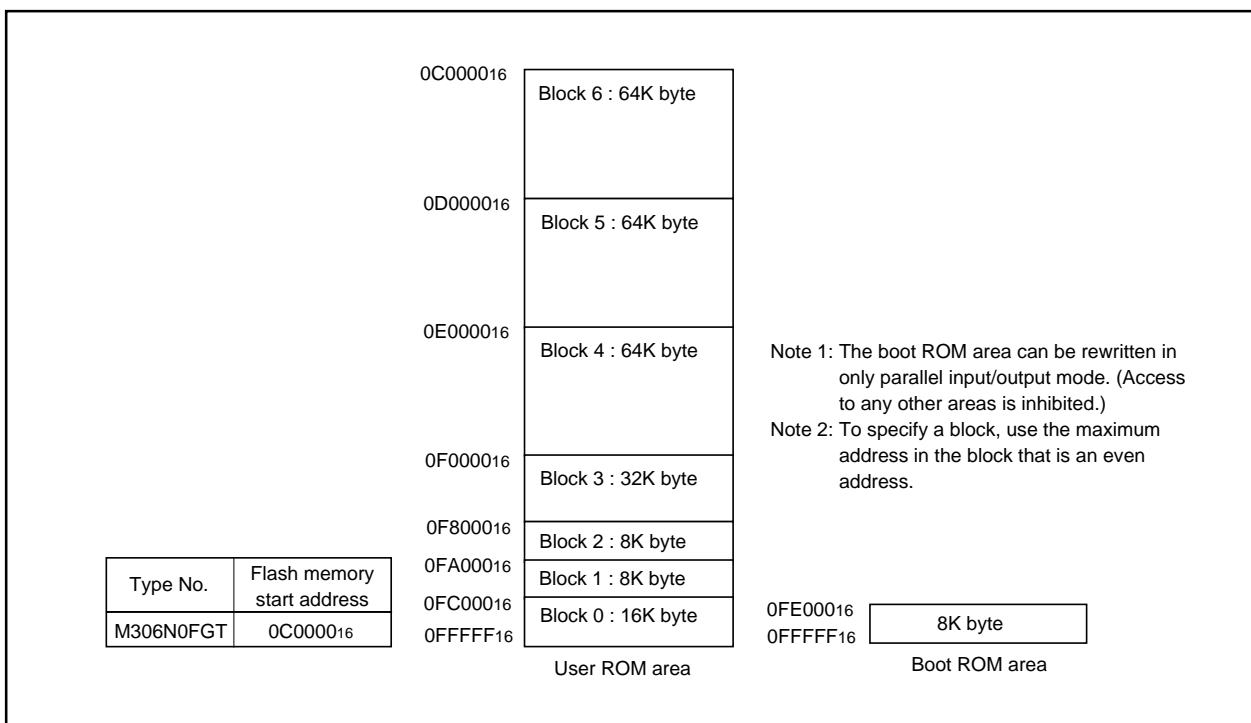 0C000016
Block 6 : 64K byte
0D000016
Block 5 : 64K byte
0E000016
Block 4 : 64K byte
Note 1: The boot ROM area can be rewritten in
only parallel input/output mode. (Access
to any other areas is inhibited.)
Note 2: To specify a block, use the maximum
address in the block that is an even
address.
0F000016
Block 3 : 32K byte
0F800016
Block 2 : 8K byte
0FA00016
Block 1 : 8K byte
0FC00016
Block 0 : 16K byte
0FFFFF16
User ROM area
Type No.
Flash memory
start address
M306N0FGT
0C000016
0FE00016
8K byte
0FFFFF16
Boot ROM area